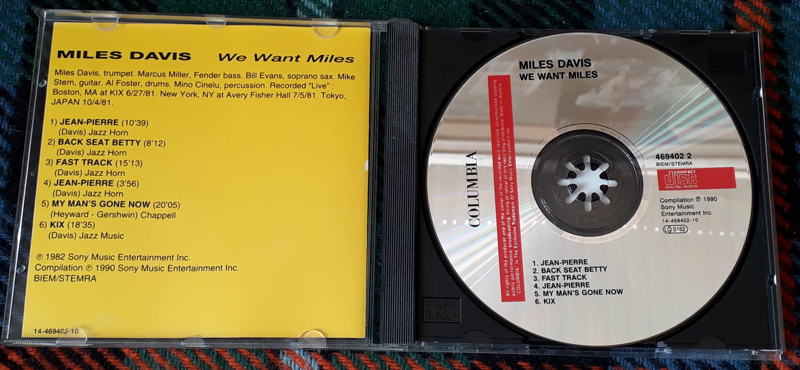 MILES DAVIS We Want Miles
Miles Davis, trumpet. Marcus Miller, Fender bass. Bill Evans, soprano sax. Mike
Stern, guitar. Al Foster, drums. Mino Cinelu, percussion. Recorded "Live" :
Boston, MA at KIX 6/27/81. New York, NY at Avery Fisher Hall 7/5/81. Tokyo,
JAPAN 10/4/81.
1) JEAN-PIERRE (10'39)
(Davis) Jazz Horn
2) BACK SEAT BETTY (8'12)
(Davis) Jazz Horn
3) FAST TRACK (15'13)
(Davis) Jazz Horn
4) JEAN-PIERRE (3'56)
(Davis) Jazz Horn
5) MY MAN'S GONE NOW (20'05)
(Heyward - Gershwin) Chappell
6) KIX (18'35)
(Davis) Jazz Music
℗ 1982 Sony Music Entertainment Inc.
Compilation ℗ 1990 Sony Music Entertainment Inc.
BIEM/STEMRA
14-469402-10
MILES DAVIS
WE WANT MILES
COLUMBIA
469402 2
BIEM/STEMRA
COMPACT
disc
DIGITAL AUDIO
Compilation ℗ 1990
Sony Music
Entertainment Inc.
14-469402-10
LC 0162
1. JEAN-PIERRE
2. BACK SEAT BETTY
3. FAST TRACK
4. JEAN-PIERRE
5. MY MAN'S GONE NOW
6. KIX